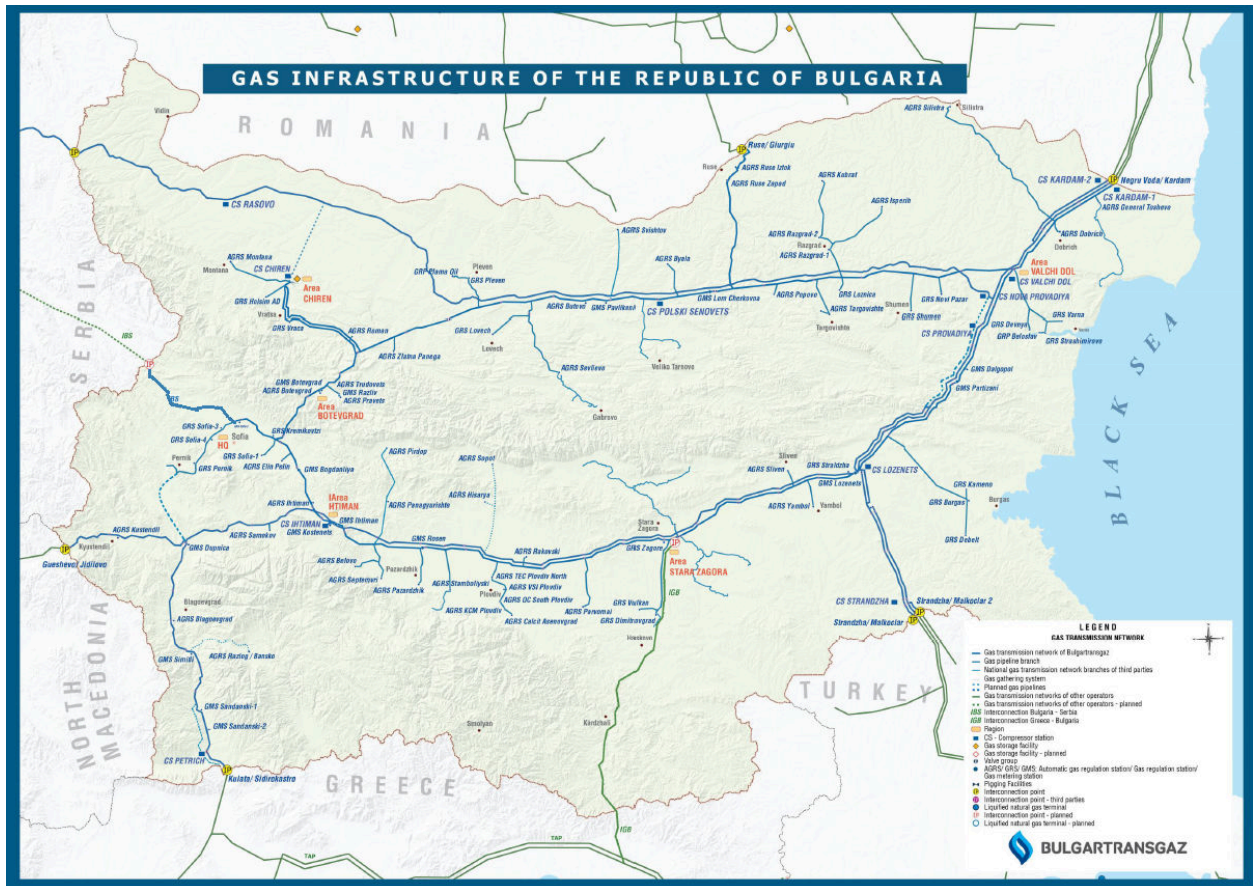 GAS INFRASTRUCTURE OF THE REPUBLIC OF BULGARIA
ROMANIA
SERBIA
NORTH
MACEDONIA
GREECE
TURKEY
BLACK SEA
Vidin
Silistra
AGRS Silistra
Ruse/ Giurgiu
Ruse
AGRS Ruse Iztok
AGRS Ruse Zapad
AGRS Kubrat
AGRS Isperih
CS KARDAM-2
Negru Voda/ Kardam
CS KARDAM-1
AGRS General Toshevo
AGRS Dobrich
Dobrich
CS RASOVO
AGRS Svishtov
AGRS Razgrad-2
Razgrad
AGRS Razgrad-1
Area
VALCHI DOL
CS VALCHI DOL
AGRS Montana
Montana
CS CHIREN
Area
CHIREN
Pleven
GRP Plama Oil
GRS Pleven
AGRS Byala
GRS Holsim AD
Vratsa
GRS Vraca
AGRS Butovo
GMS Pavlikeni
GMS Lom Cherkovna
CS POLSKI SENOVETS
AGRS Popovo
GRS Loznica
AGRS Targovishte
Targovishte
Shumen
GRS Shumen
GRS Novi Pazar
CS NOVA PROVADIYA
CS PROVADIYA
GRS Devnya
GRP Beloslav
GRS Varna
GRS Strashimirovo
IBS
AGRS Roman
AGRS Zlatna Panega
GRS Lovech
Lovech
AGRS Sevlievo
Veliko Tarnovo
Gabrovo
GMS Dalgopol
GMS Partizani
GMS Botevgrad
AGRS Botevgrad
AGRS Trudovets
GMS Razliv
AGRS Pravets
Area
BOTEVGRAD
IBS
GRS Sofia-3
GRS Sofia-4
HQ
Sofia
GRS Kremikovtzi
GRS Sofia-1
Pernik
GRS Pernik
AGRS Elin Pelin
GMS Bogdanliya
AGRS Pirdop
AGRS Sopot
Sliven
AGRS Sliven
GRS Straldzha
GMS Lozenets
CS LOZENETS
GRS Kameno
GRS Burgas
Burgas
GRS Debelt
AGRS Yambol
Yambol
AGRS Ihtimatn
IArea
HTIMAN
CS IHTIMAN
GMS Ihtiman
GMS Kostenets
AGRS Panagyurishte
AGRS Hisarya
Stara
Zagora
GMS Zagore
Area
STARA ZAGORA
AGRS Kustendil
Kyustendil
Gueshevo/ Jidilovo
GMS Dupnica
AGRS Samokov
AGRS Belovo
AGRS Septemvri
Pazardzhik
AGRS Pazardzhik
GMS Rosen
AGRS Rakovski
AGRS Stamboliyski
AGRS TEC Plovdiv North
AGRS VSI Plovdiv
Plovdiv
AGRS OC South Plovdiv
AGRS KCM Plovdiv
AGRS Calcit Asenovgrad
AGRS Parvomai
IGB
GRS Vulkan
GRS Dimitrovgrad
Haskovo
CS STRANDZHA
Strandzha/ Malkoclar 2
Strandzha/ Malkoclar
Blagoevgrad
AGRS Blagoevgrad
GMS Simitli
AGRS Razlog / Bansko
GMS Sandanski-1
GMS Sandanski-2
CS PETRICH
Kulata/ Sidirokastro
Smolyan
Kardzhali
IGB
TAP
TAP
LEGEND
GAS TRANSMISSION NETWORK
Gas transmission network of Bulgartransgaz
Gas pipeline branch
National gas transmission network branches of third parties
Gas gathering system
Planned gas pipelines
Gas transmission networks of other operators
Gas transmission networks of other operators - planned
IBS Interconnection Bulgaria - Serbia
IGB Interconnection Greece - Bulgaria
Region
CS - Compressor station
Gas storage facility
Gas storage facility - planned
Valve group
AGRS/ GRS/ GMS: Automatic gas regulation station/ Gas regulation station/
Gas metering station
Pigging Facilities
Interconnection point
Interconnection point - third parties
Liquified natural gas terminal
Interconnection point - planned
Liquified natural gas terminal - planned
BULGARTRANSGAZ